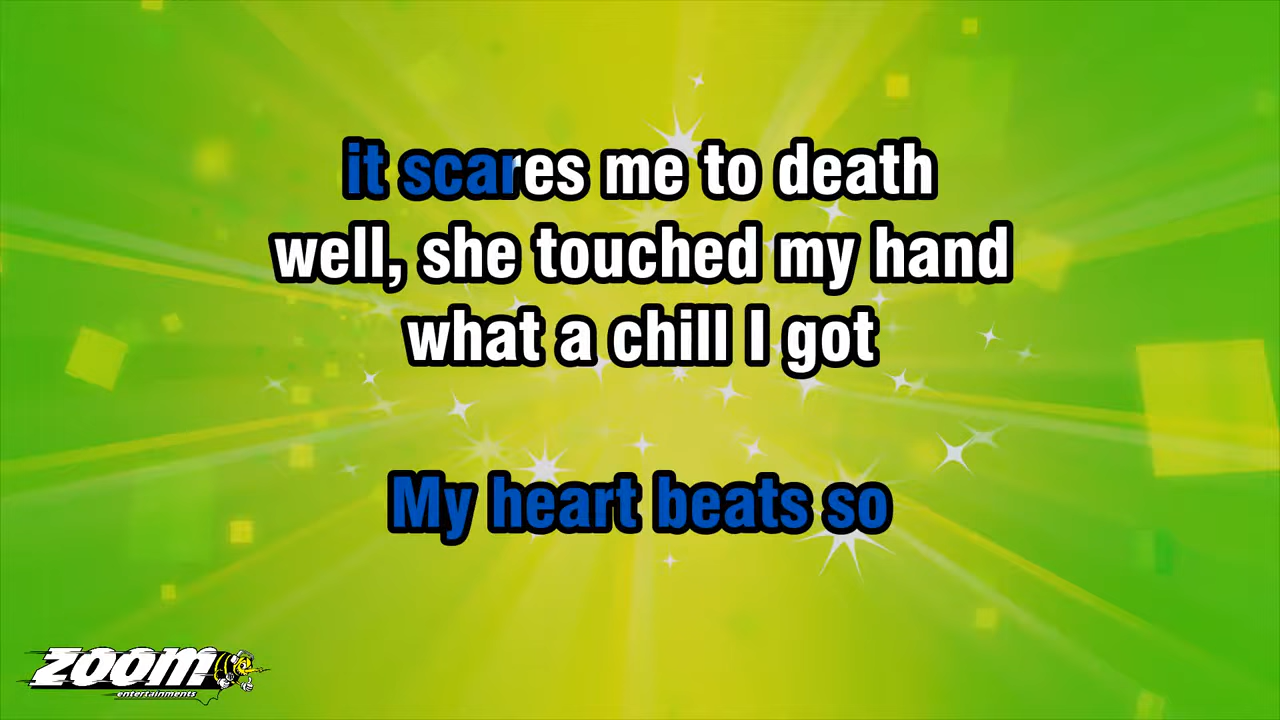 it scares me to death
well, she touched my hand
what a chill I got
My heart beats so
ZOOM
entertainments